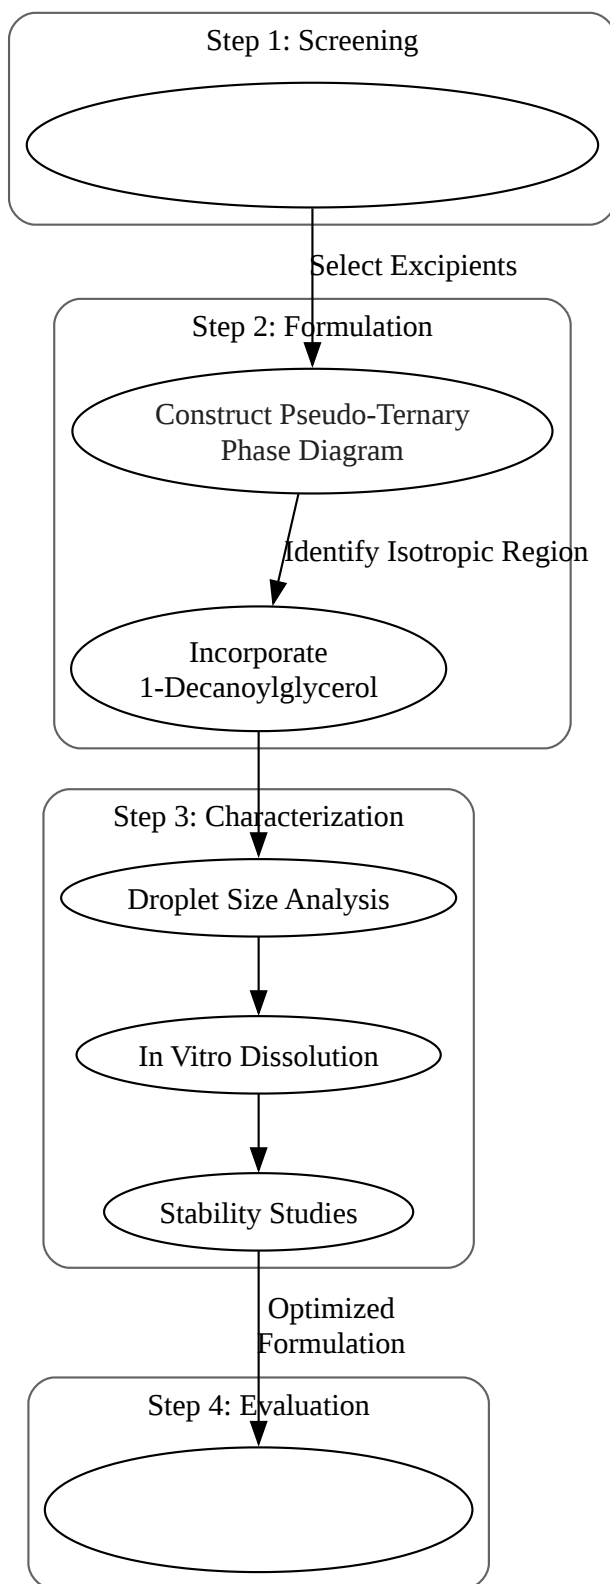 Step 1: Screening
Select Excipients
Step 2: Formulation
Construct Pseudo-Ternary
Phase Diagram
Identify Isotropic Region
Incorporate
1-Decanoylglycerol
Step 3: Characterization
Droplet Size Analysis
In Vitro Dissolution
Stability Studies
Optimized
Formulation
Step 4: Evaluation